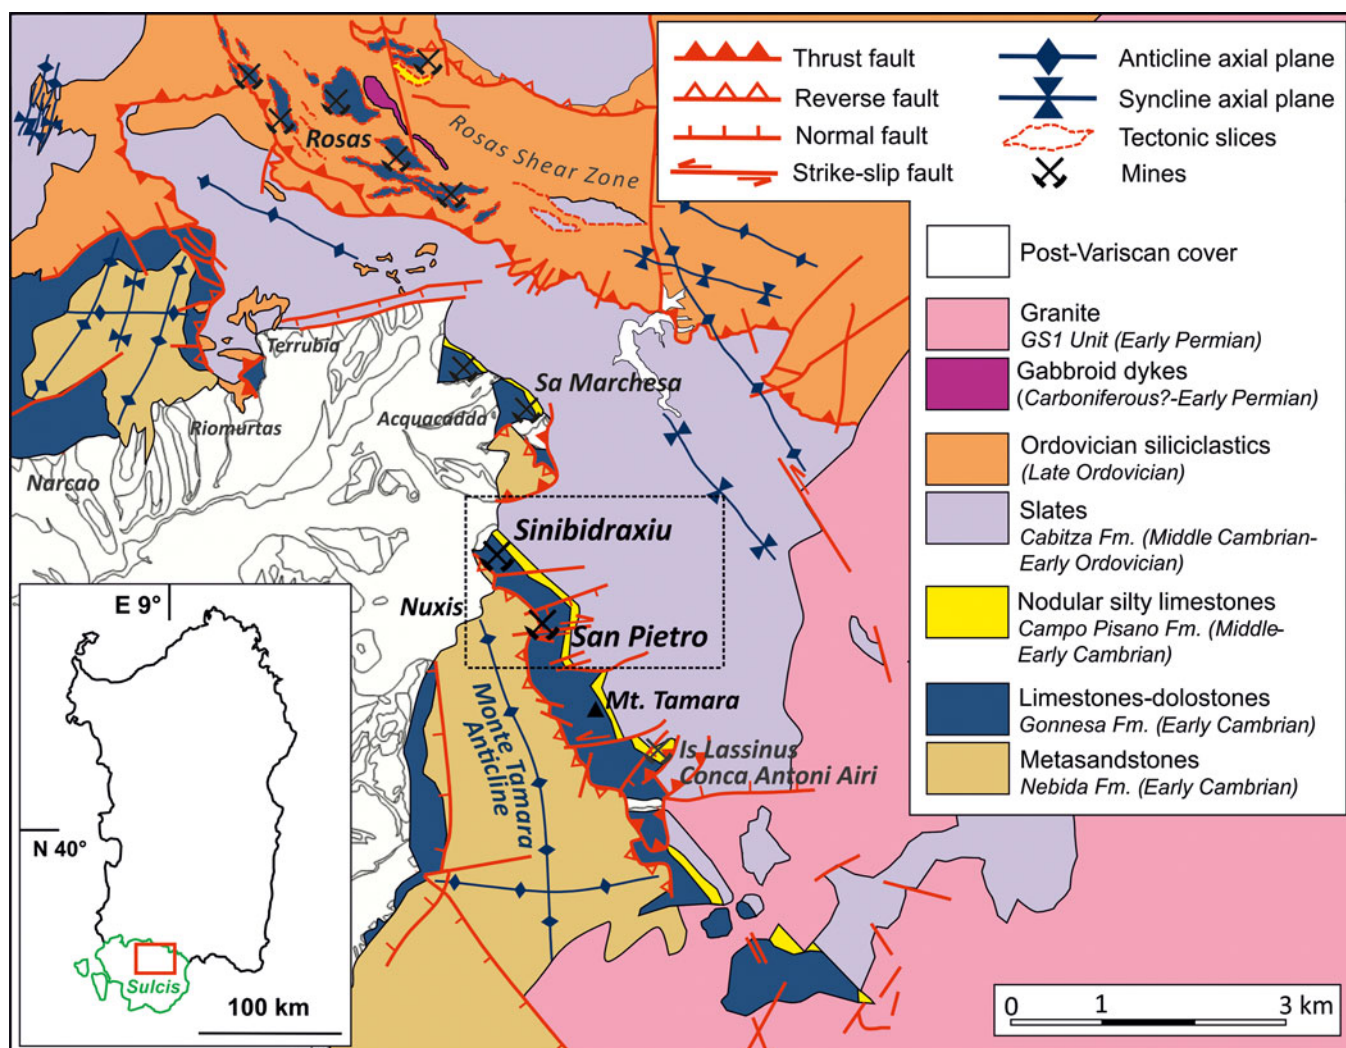 Thrust fault
Reverse fault
Normal fault
Strike-slip fault
Anticline axial plane
Syncline axial plane
Tectonic slices
Mines
Post-Variscan cover
Granite
GS1 Unit (Early Permian)
Gabbroid dykes
(Carboniferous?-Early Permian)
Ordovician siliciclastics
(Late Ordovician)
Slates
Cabitza Fm. (Middle Cambrian-
Early Ordovician)
Nodular silty limestones
Campo Pisano Fm. (Middle-
Early Cambrian)
Limestones-dolostones
Gonnesa Fm. (Early Cambrian)
Metasandstones
Nebida Fm. (Early Cambrian)
Rosas
Rosas Shear Zone
Terrubia
Sa Marchesa
Acquacadda
Riomurtas
Narcao
Sinibidraxiu
Nuxis
San Pietro
Mt. Tamara
Monte Tamara
Anticline
Is Lassinus
Conca Antoni Airi
E 9°
N 40°
Sulcis
100 km
0 1 3 km